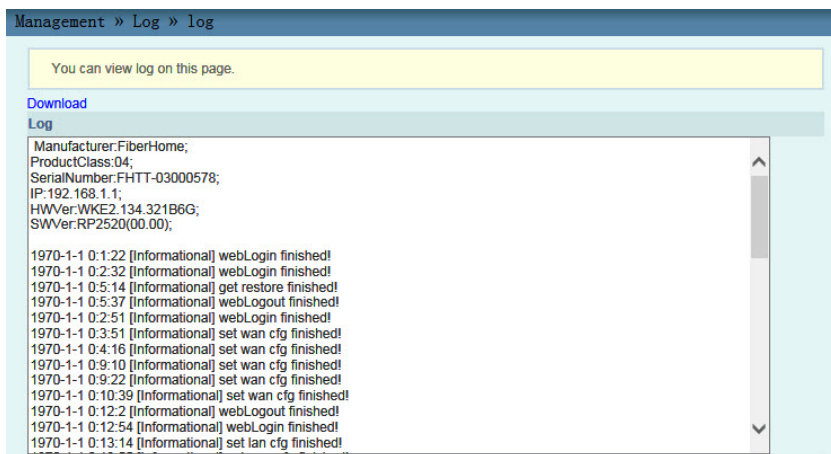 Management » Log » log
You can view log on this page.
Download
Log
Manufacturer:FiberHome;
ProductClass:04;
SerialNumber:FHTT-03000578;
IP:192.168.1.1;
HWVer:WKE2.134.321B6G;
SWVer:RP2520(00.00);
1970-1-1 0:1:22 [Informational] webLogin finished!
1970-1-1 0:2:32 [Informational] webLogin finished!
1970-1-1 0:5:14 [Informational] get restore finished!
1970-1-1 0:5:37 [Informational] webLogout finished!
1970-1-1 0:2:51 [Informational] webLogin finished!
1970-1-1 0:3:51 [Informational] set wan cfg finished!
1970-1-1 0:4:16 [Informational] set wan cfg finished!
1970-1-1 0:9:10 [Informational] set wan cfg finished!
1970-1-1 0:9:22 [Informational] set wan cfg finished!
1970-1-1 0:10:39 [Informational] set wan cfg finished!
1970-1-1 0:12:2 [Informational] webLogout finished!
1970-1-1 0:12:54 [Informational] webLogin finished!
1970-1-1 0:13:14 [Informational] set lan cfg finished!